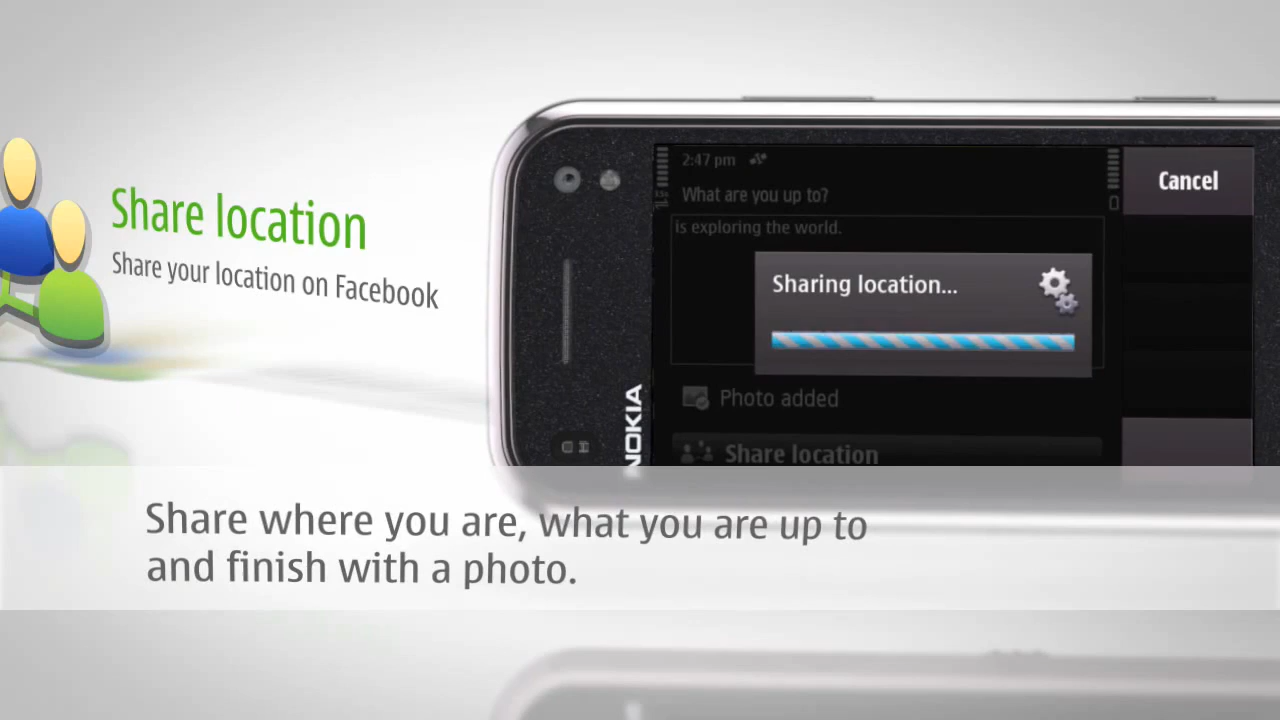 Share location
Share your location on Facebook
2:47 pm
What are you up to?
Is exploring the world.
Sharing location...
Cancel
Photo added
Share location
NOKIA
Share where you are, what you are up to
and finish with a photo.